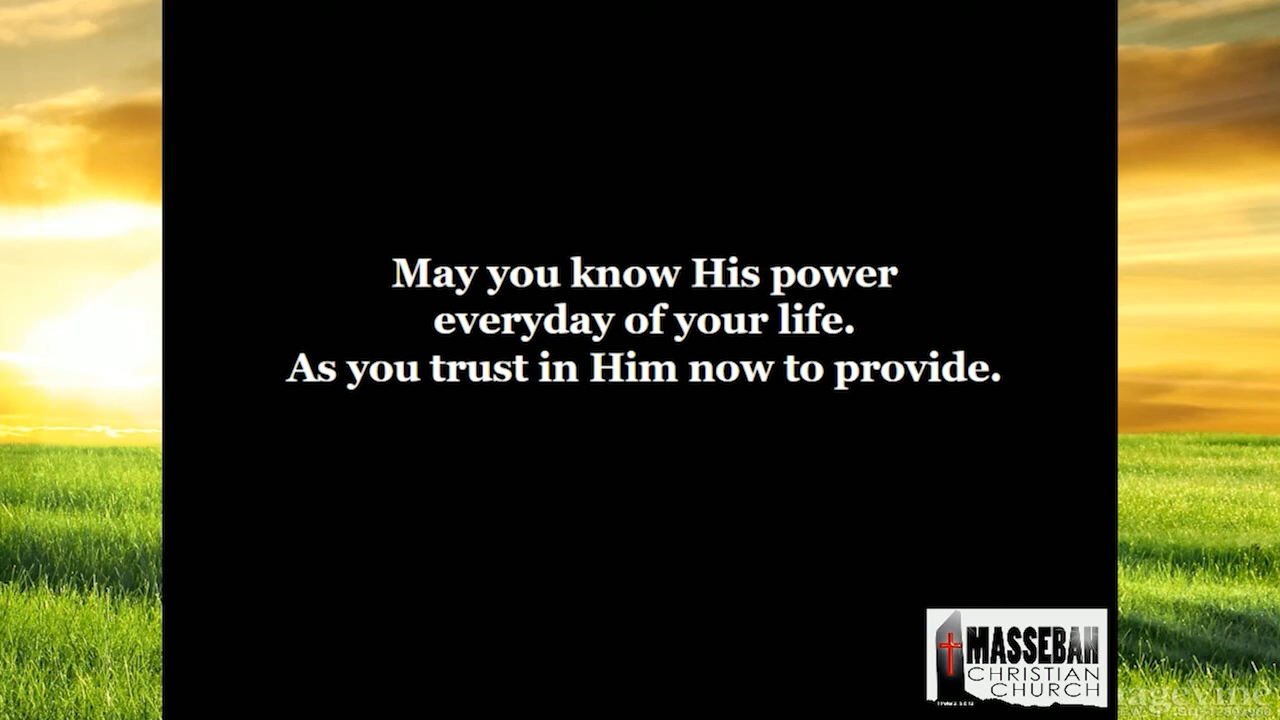 May you know His power
everyday of your life.
As you trust in Him now to provide.
MASSEBAH
CHRISTIAN
CHURCH